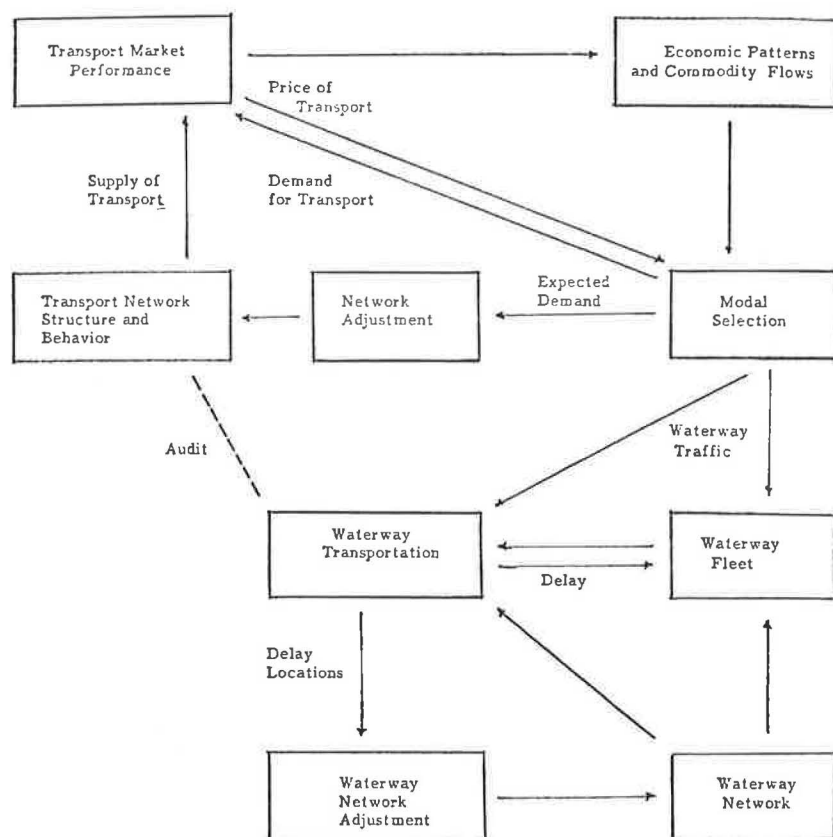 Transport Market
Performance
Economic Patterns
and Commodity Flows
Price of
Transport
Supply of
Transport
Demand
for Transport
Expected
Demand
Transport Network
Structure and
Behavior
Network
Adjustment
Modal
Selection
Waterway
Traffic
Audit
Waterway
Transportation
Waterway
Fleet
Delay
Delay
Locations
Waterway
Network
Adjustment
Waterway
Network